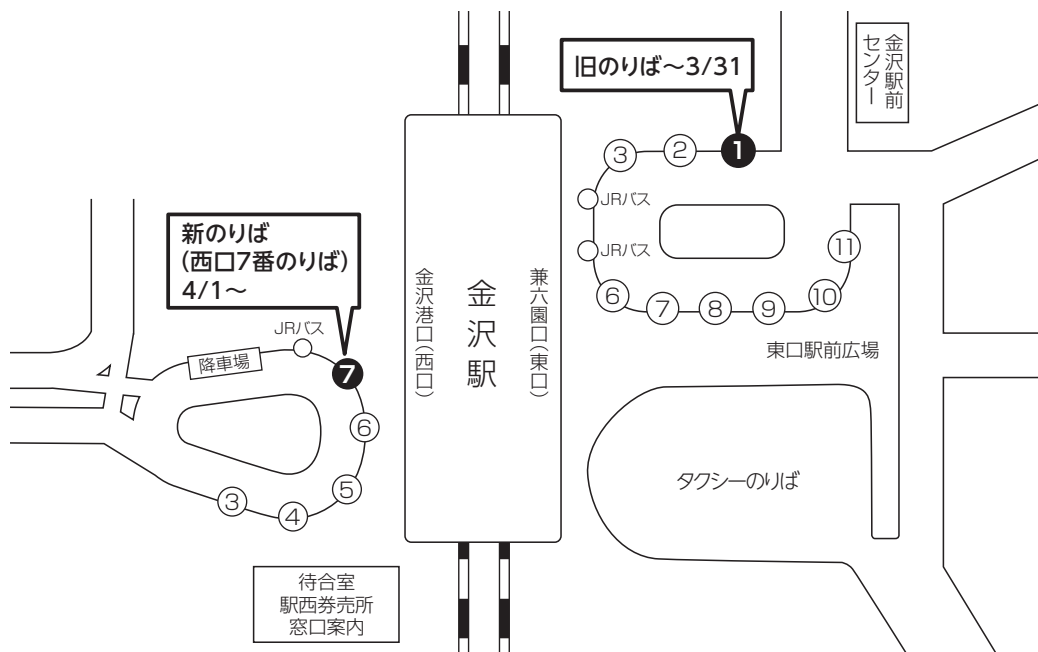 旧のりば〜3/31
金沢駅前
センター
③
②
1
JRバス
JRバス
⑥
⑦
⑧
⑨
⑩
⑪
東口駅前広場
タクシーのりば
新のりば
(西口7番のりば)
4/1〜
JRバス
降車場
7
⑥
⑤
④
③
金沢港口(西口)
金沢駅
兼六園口(東口)
待合室
駅西券売所
窓口案内